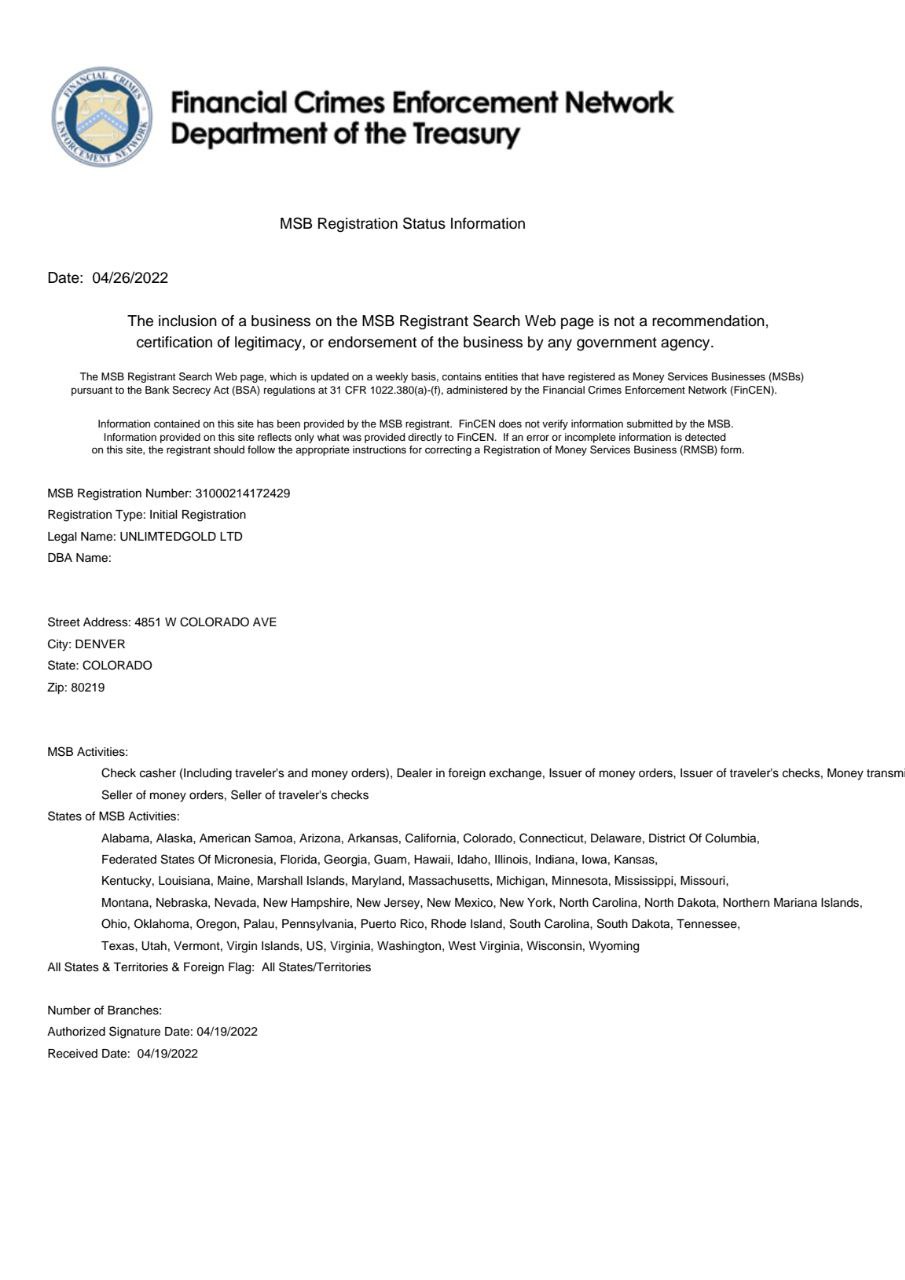 FINANCIAL CRIMES ENFORCEMENT NETWORK
Financial Crimes Enforcement Network
Department of the Treasury
MSB Registration Status Information
Date: 04/26/2022
The inclusion of a business on the MSB Registrant Search Web page is not a recommendation,
certification of legitimacy, or endorsement of the business by any government agency.
The MSB Registrant Search Web page, which is updated on a weekly basis, contains entities that have registered as Money Services Businesses (MSBs)
pursuant to the Bank Secrecy Act (BSA) regulations at 31 CFR 1022.380(a)-(f), administered by the Financial Crimes Enforcement Network (FinCEN).
Information contained on this site has been provided by the MSB registrant. FinCEN does not verify information submitted by the MSB.
Information provided on this site reflects only what was provided directly to FinCEN. If an error or incomplete information is detected
on this site, the registrant should follow the appropriate instructions for correcting a Registration of Money Services Business (RMSB) form.
MSB Registration Number: 31000214172429
Registration Type: Initial Registration
Legal Name: UNLIMTEDGOLD LTD
DBA Name:
Street Address: 4851 W COLORADO AVE
City: DENVER
State: COLORADO
Zip: 80219
MSB Activities:
Check casher (Including traveler's and money orders), Dealer in foreign exchange, Issuer of money orders, Issuer of traveler's checks, Money transmi
Seller of money orders, Seller of traveler's checks
States of MSB Activities:
Alabama, Alaska, American Samoa, Arizona, Arkansas, California, Colorado, Connecticut, Delaware, District Of Columbia,
Federated States Of Micronesia, Florida, Georgia, Guam, Hawaii, Idaho, Illinois, Indiana, Iowa, Kansas,
Kentucky, Louisiana, Maine, Marshall Islands, Maryland, Massachusetts, Michigan, Minnesota, Mississippi, Missouri,
Montana, Nebraska, Nevada, New Hampshire, New Jersey, New Mexico, New York, North Carolina, North Dakota, Northern Mariana Islands,
Ohio, Oklahoma, Oregon, Palau, Pennsylvania, Puerto Rico, Rhode Island, South Carolina, South Dakota, Tennessee,
Texas, Utah, Vermont, Virgin Islands, US, Virginia, Washington, West Virginia, Wisconsin, Wyoming
All States & Territories & Foreign Flag: All States/Territories
Number of Branches:
Authorized Signature Date: 04/19/2022
Received Date: 04/19/2022